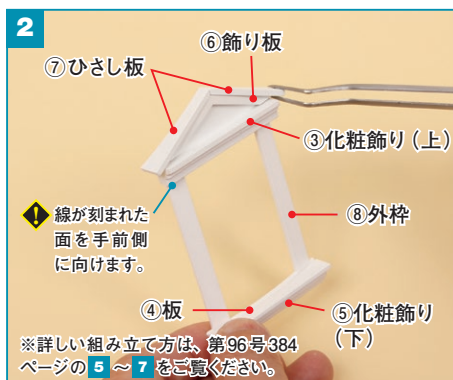 2
⑥飾り板
⑦ひさし板
③化粧飾り（上）
線が刻まれた
面を手前側
に向けます。
⑧外枠
④板
⑤化粧飾り
（下）
※詳しい組み立て方は、第96号384
ページの 5 ～ 7 をご覧ください。